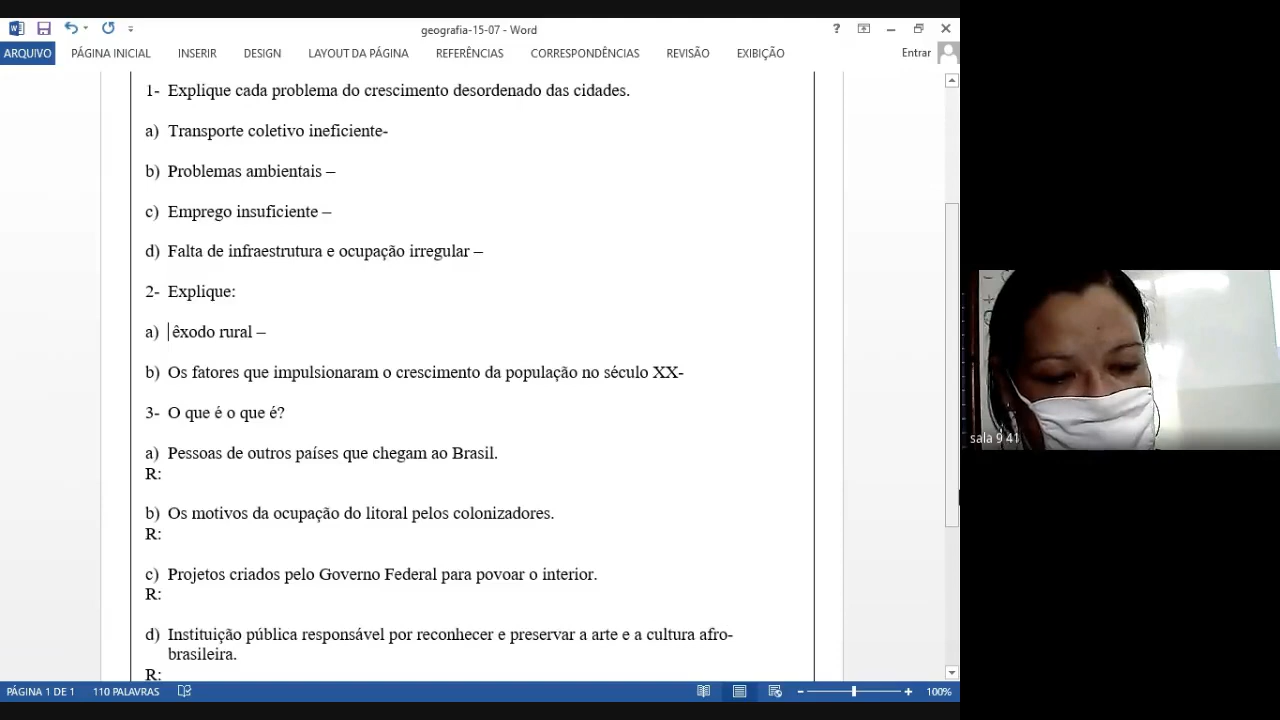 geografia-15-07 - Word
?
ARQUIVO PÁGINA INICIAL INSERIR DESIGN LAYOUT DA PÁGINA REFERÊNCIAS CORRESPONDÊNCIAS REVISÃO EXIBIÇÃO Entrar
1- Explique cada problema do crescimento desordenado das cidades.
a) Transporte coletivo ineficiente-
b) Problemas ambientais –
c) Emprego insuficiente –
d) Falta de infraestrutura e ocupação irregular –
2- Explique:
a) êxodo rural –
b) Os fatores que impulsionaram o crescimento da população no século XX-
3- O que é o que é?
a) Pessoas de outros países que chegam ao Brasil.
R:
b) Os motivos da ocupação do litoral pelos colonizadores.
R:
c) Projetos criados pelo Governo Federal para povoar o interior.
R:
d) Instituição pública responsável por reconhecer e preservar a arte e a cultura afro-
brasileira.
R:
PÁGINA 1 DE 1 110 PALAVRAS 100%
sala 9 41